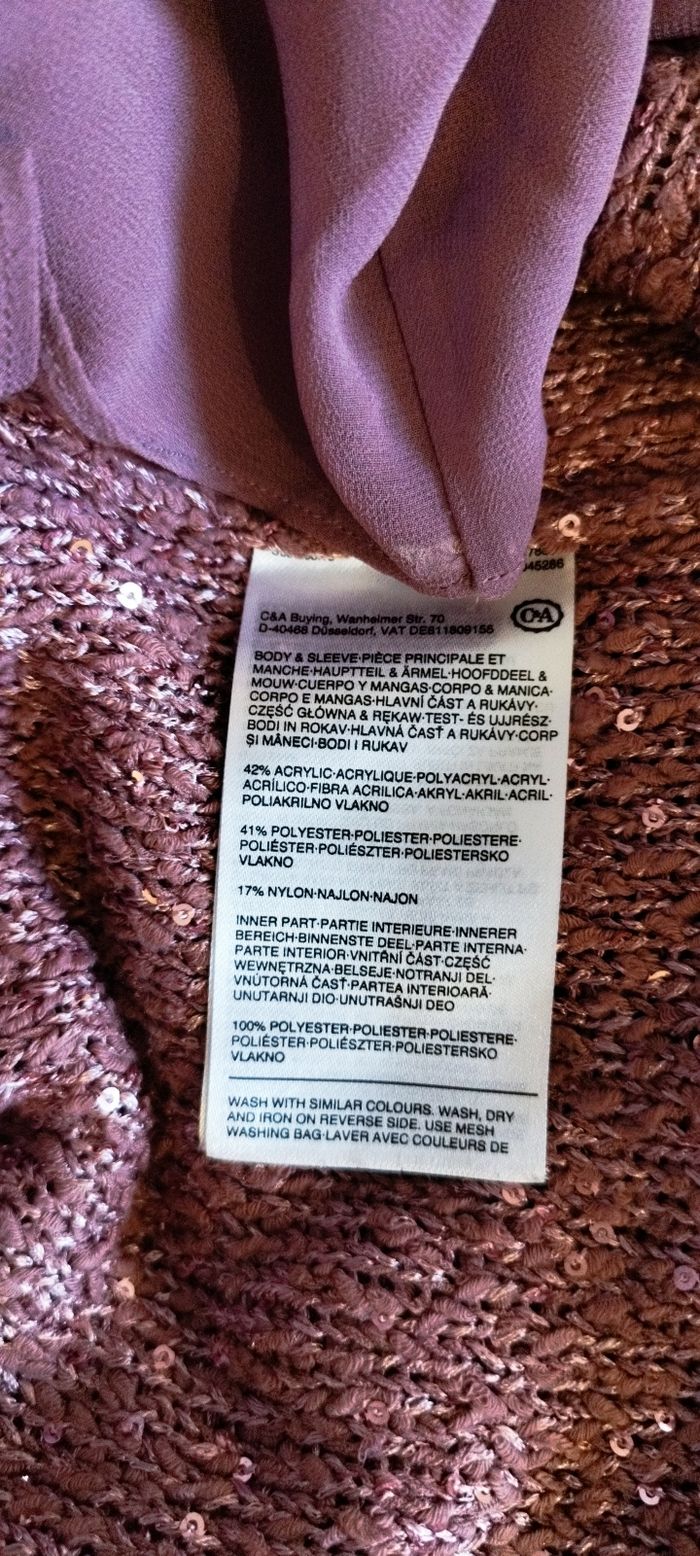 45286
C&A Buying, Wanheimer Str. 70
D-40468 Düsseldorf, VAT DE811809155
C&A
BODY & SLEEVE·PIÈCE PRINCIPALE ET
MANCHE·HAUPTTEIL & ÄRMEL·HOOFDDEEL &
MOUW·CUERPO Y MANGAS·CORPO & MANICA·
CORPO E MANGAS·HLAVNÍ ČÁST A RUKÁVY·
CZĘŚĆ GŁÓWNA & RĘKAW·TEST- ÉS UJJRÉSZ·
BODI IN ROKAV·HLAVNÁ ČASŤ A RUKÁVY·CORP
ȘI MÂNECI·BODI I RUKAV
42% ACRYLIC·ACRYLIQUE·POLYACRYL·ACRYL·
ACRÍLICO·FIBRA ACRILICA·AKRYL·AKRIL·ACRIL·
POLIAKRILNO VLAKNO
41% POLYESTER·POLIESTER·POLIESTERE·
POLIÉSTER·POLIÉSZTER·POLIESTERSKO
VLAKNO
17% NYLON·NAJLON·NAJON
INNER PART·PARTIE INTERIEURE·INNERER
BEREICH·BINNENSTE DEEL·PARTE INTERNA·
PARTE INTERIOR·VNITŘNÍ ČÁST·CZĘŚĆ
WEWNĘTRZNA·BELSEJE·NOTRANJI DEL·
VNÚTORNÁ ČASŤ·PARTEA INTERIOARĂ·
UNUTARNJI DIO·UNUTRAŠNJI DEO
100% POLYESTER·POLIESTER·POLIESTERE·
POLIÉSTER·POLIÉSZTER·POLIESTERSKO
VLAKNO
WASH WITH SIMILAR COLOURS. WASH, DRY
AND IRON ON REVERSE SIDE. USE MESH
WASHING BAG·LAVER AVEC COULEURS DE